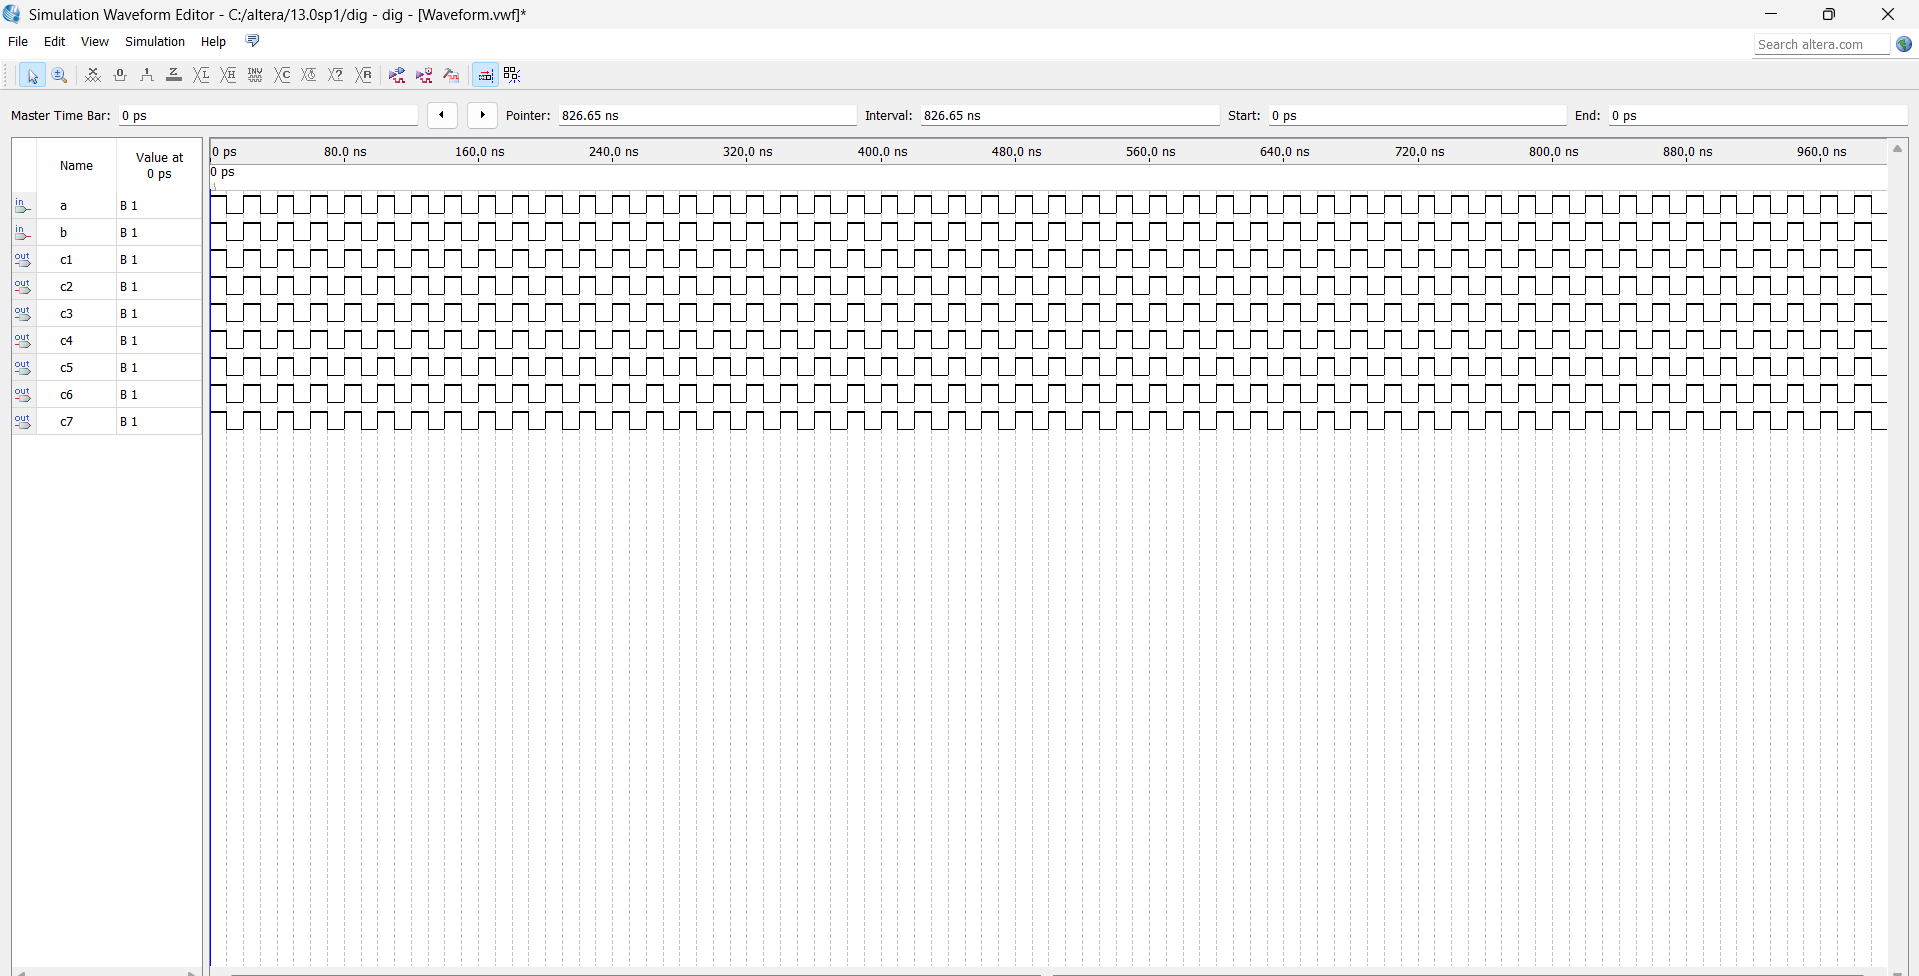 Simulation Waveform Editor - C:/altera/13.0sp1/dig - dig - [Waveform.vwf]*
File Edit View Simulation Help
Search altera.com
Master Time Bar: 0 ps Pointer: 826.65 ns Interval: 826.65 ns Start: 0 ps End: 0 ps
Name Value at 0 ps
0 ps 80.0 ns 160.0 ns 240.0 ns 320.0 ns 400.0 ns 480.0 ns 560.0 ns 640.0 ns 720.0 ns 800.0 ns 880.0 ns 960.0 ns
0 ps
in a B 1
in b B 1
out c1 B 1
out c2 B 1
out c3 B 1
out c4 B 1
out c5 B 1
out c6 B 1
out c7 B 1